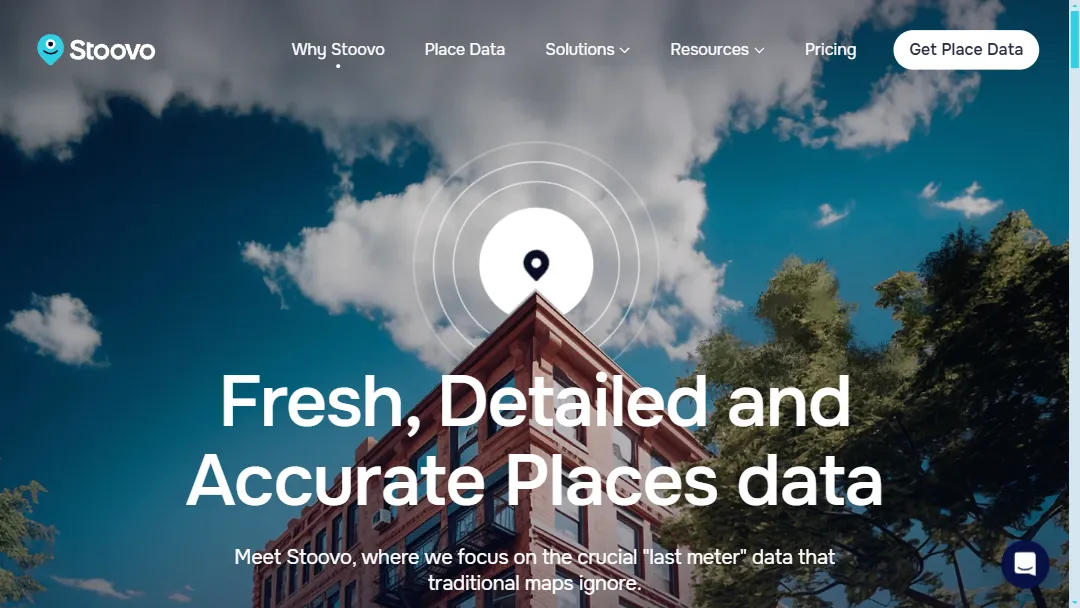 Stoovo
Why Stoovo
Place Data
Solutions
Resources
Pricing
Get Place Data
Fresh, Detailed and
Accurate Places data
Meet Stoovo, where we focus on the crucial "last meter" data that
traditional maps ignore.